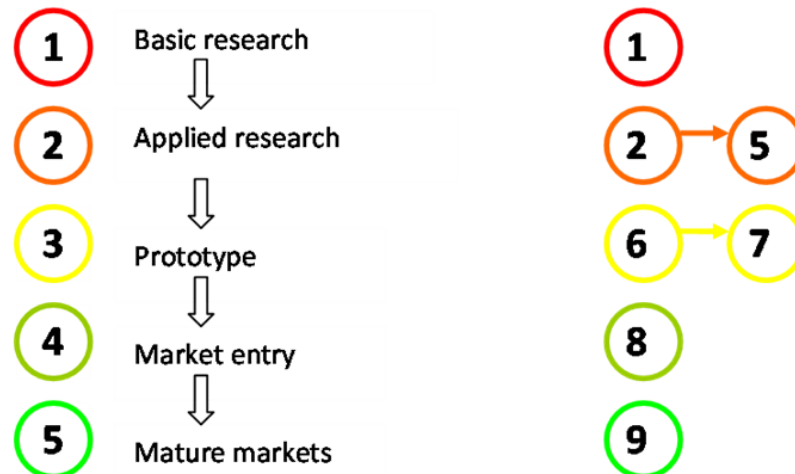 1 Basic research 1
2 Applied research 2 5
3 Prototype 6 7
4 Market entry 8
5 Mature markets 9